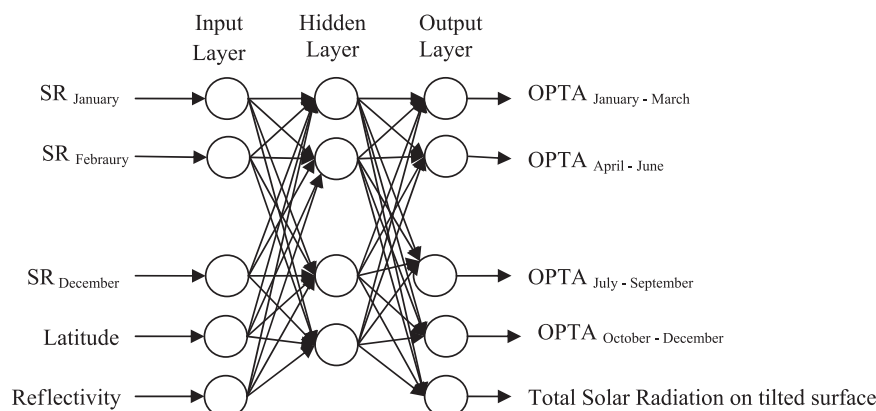 Input Layer
Hidden Layer
Output Layer
SR January
OPTA January - March
SR Febraury
OPTA April - June
SR December
OPTA July - September
Latitude
OPTA October - December
Reflectivity
Total Solar Radiation on tilted surface